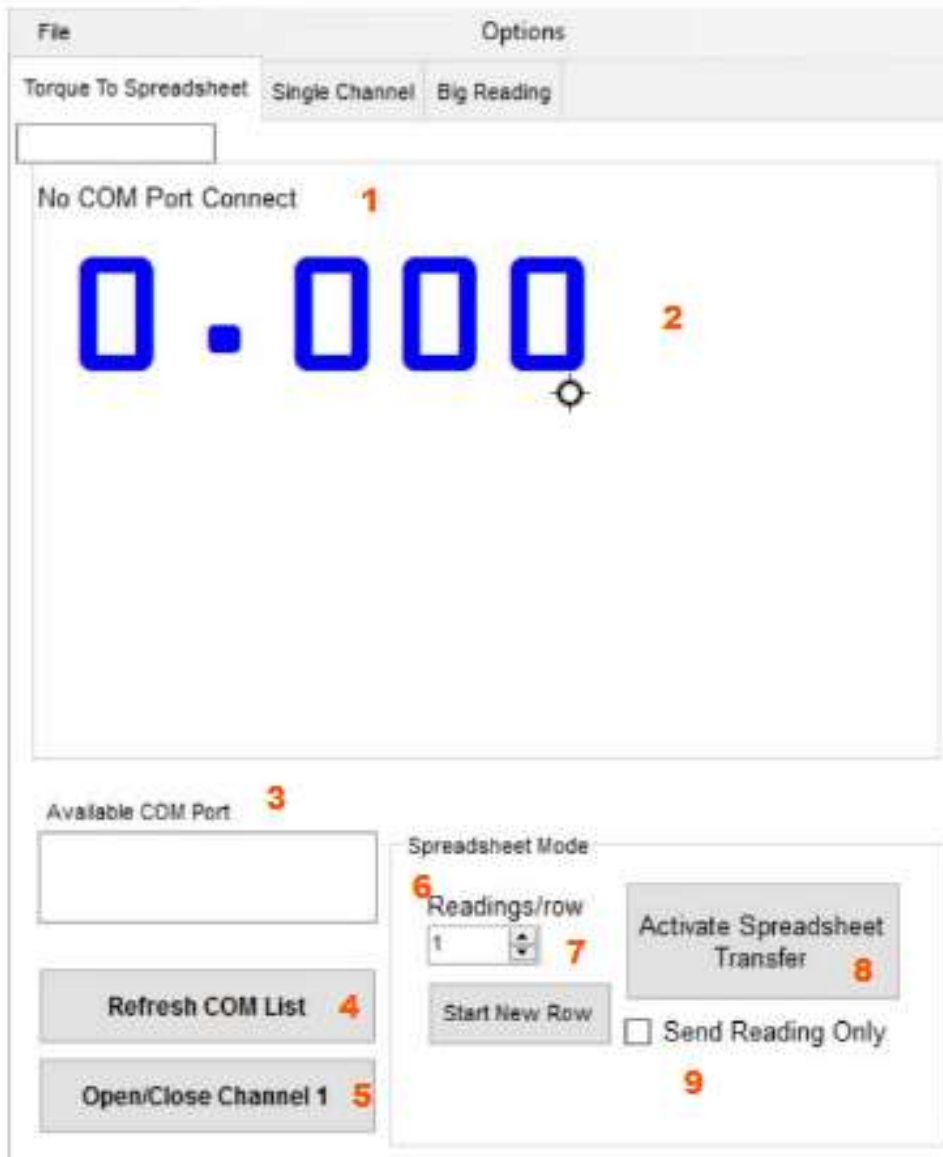 File Options
Torque To Spreadsheet Single Channel Big Reading
No COM Port Connect 1
0.000 2
Available COM Port 3
Spreadsheet Mode
6
Readings/row
1 7
Activate Spreadsheet
Transfer 8
Refresh COM List 4
Start New Row
Send Reading Only
Open/Close Channel 1 5
9